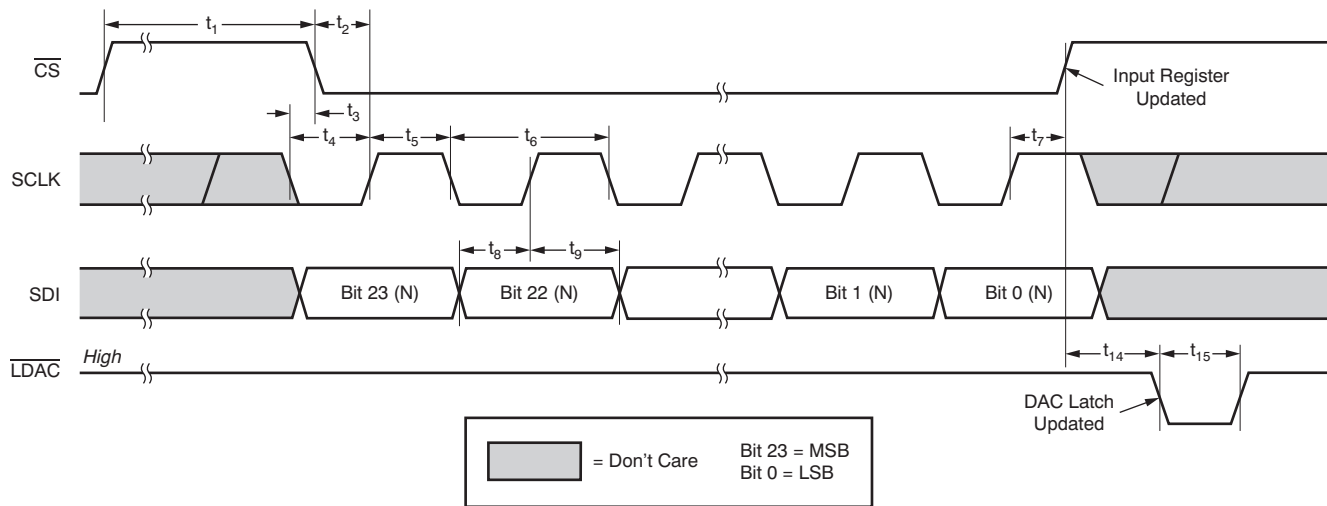 t1
t2
CS
Input Register
Updated
t3
t4
t5
t6
t7
SCLK
t8
t9
SDI
Bit 23 (N)
Bit 22 (N)
Bit 1 (N)
Bit 0 (N)
High
LDAC
t14
t15
DAC Latch
Updated
= Don't Care
Bit 23 = MSB
Bit 0 = LSB